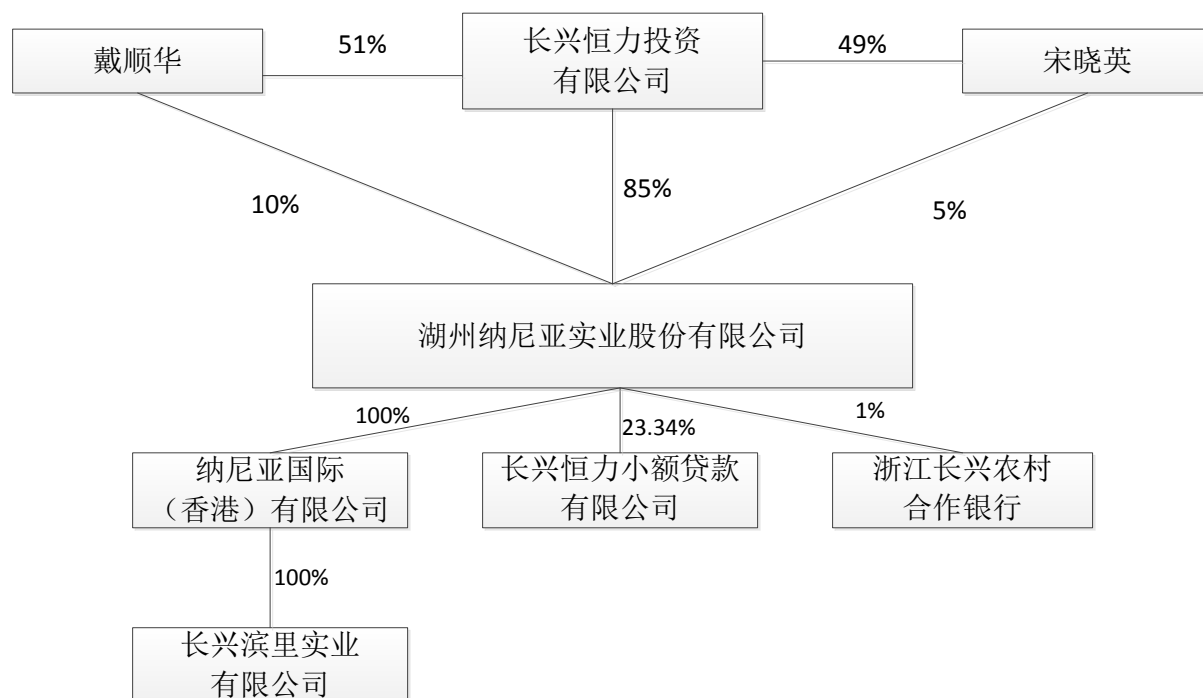 戴顺华
51%
长兴恒力投资
有限公司
49%
宋晓英
10%
85%
5%
湖州纳尼亚实业股份有限公司
100%
23.34%
1%
纳尼亚国际
（香港）有限公司
长兴恒力小额贷款
有限公司
浙江长兴农村
合作银行
100%
长兴滨里实业
有限公司